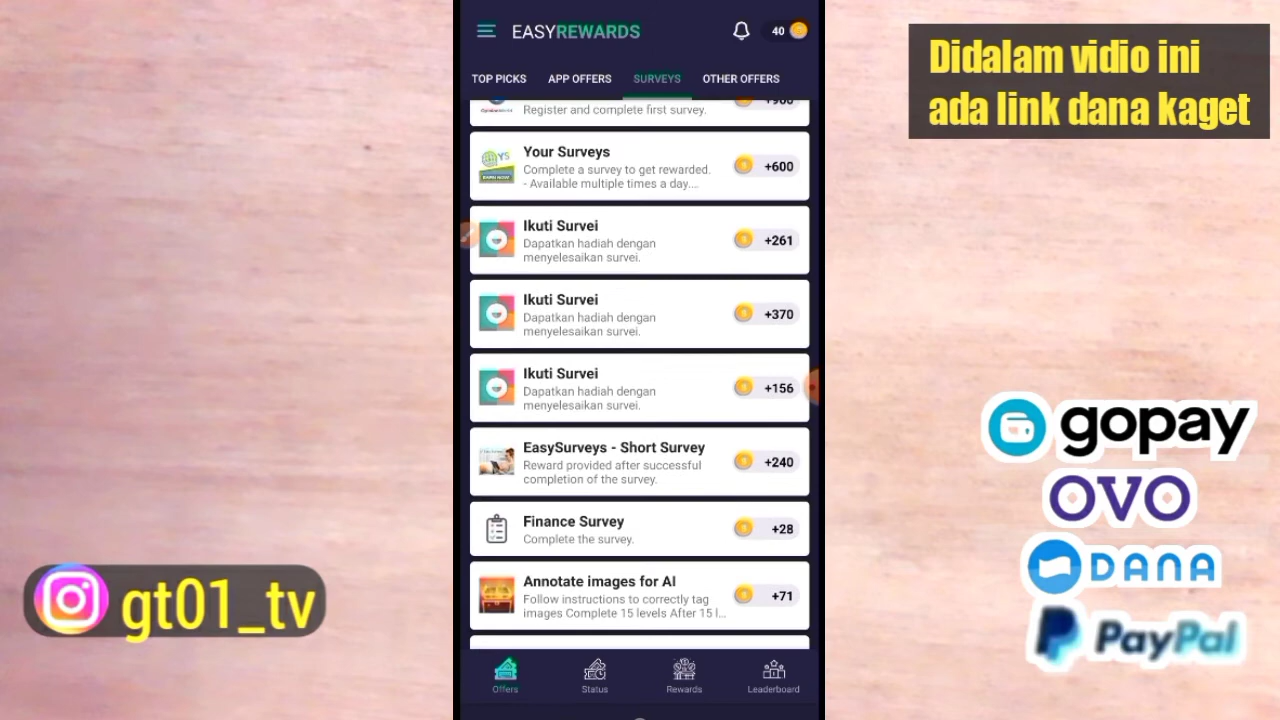 EASYREWARDS
40
TOP PICKS
APP OFFERS
SURVEYS
OTHER OFFERS
Register and complete first survey.
+900
Your Surveys
Complete a survey to get rewarded.
- Available multiple times a day....
+600
Ikuti Survei
Dapatkan hadiah dengan
menyelesaikan survei.
+261
Ikuti Survei
Dapatkan hadiah dengan
menyelesaikan survei.
+370
Ikuti Survei
Dapatkan hadiah dengan
menyelesaikan survei.
+156
EasySurveys - Short Survey
Reward provided after successful
completion of the survey.
+240
Finance Survey
Complete the survey.
+28
Annotate images for AI
Follow instructions to correctly tag
images Complete 15 levels After 15 l...
+71
Offers
Status
Rewards
Leaderboard
Didalam vidio ini
ada link dana kaget
gopay
OVO
DANA
PayPal
gt01_tv